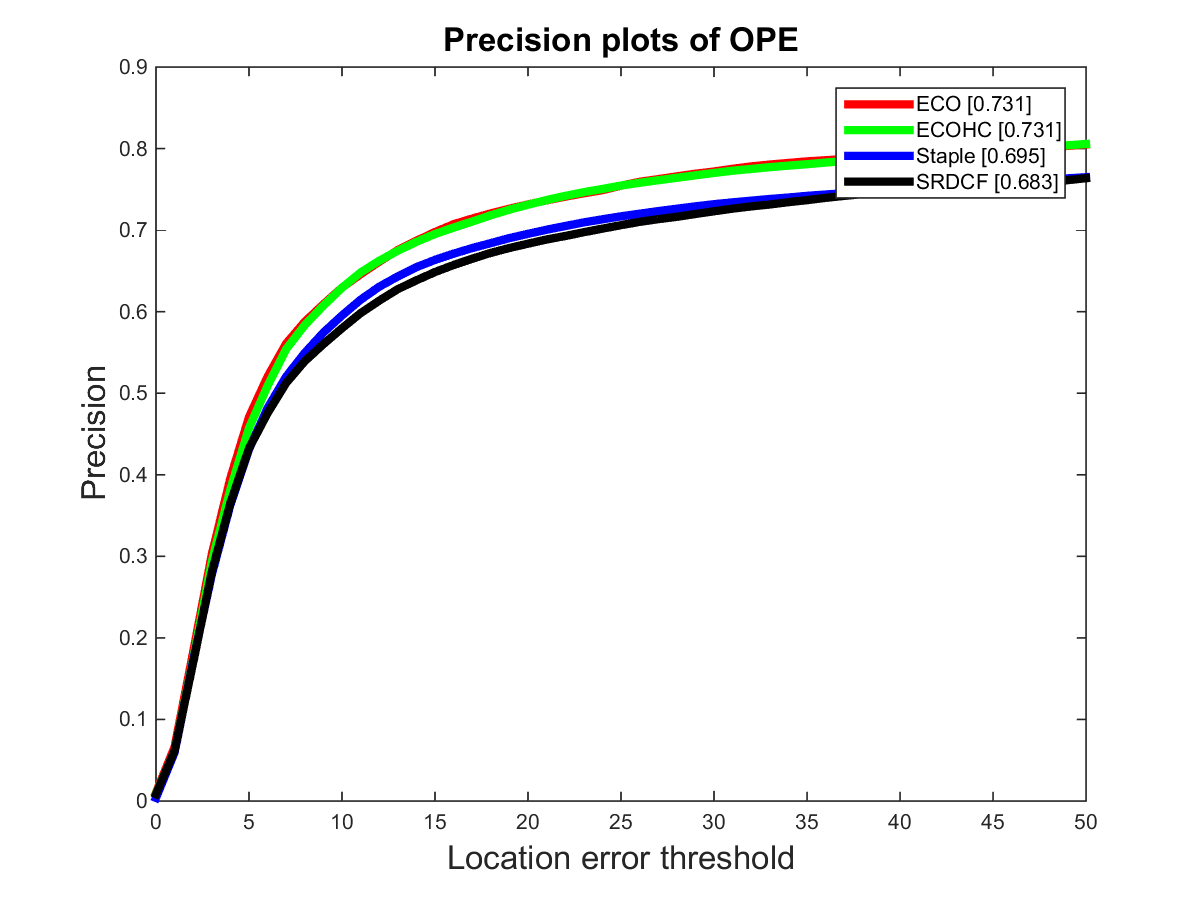 Precision plots of OPE
0.9
0.8
0.7
0.6
0.5
0.4
0.3
0.2
0.1
0
Precision
ECO [0.731]
ECOHC [0.731]
Staple [0.695]
SRDCF [0.683]
0 5 10 15 20 25 30 35 40 45 50
Location error threshold